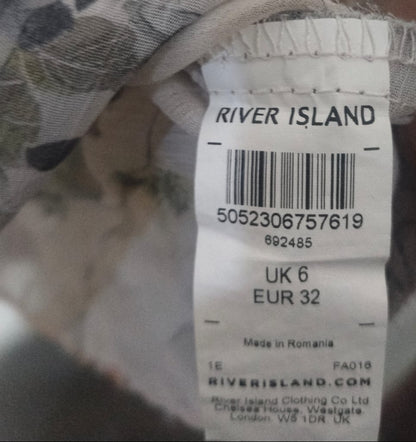 RIVER ISLAND
5052306757619
692485
UK 6
EUR 32
Made in Romania
1E FA016
RIVERISLAND.COM
River Island Clothing Co Ltd
Chelsea House, Westgate,
London, W5 1DR UK